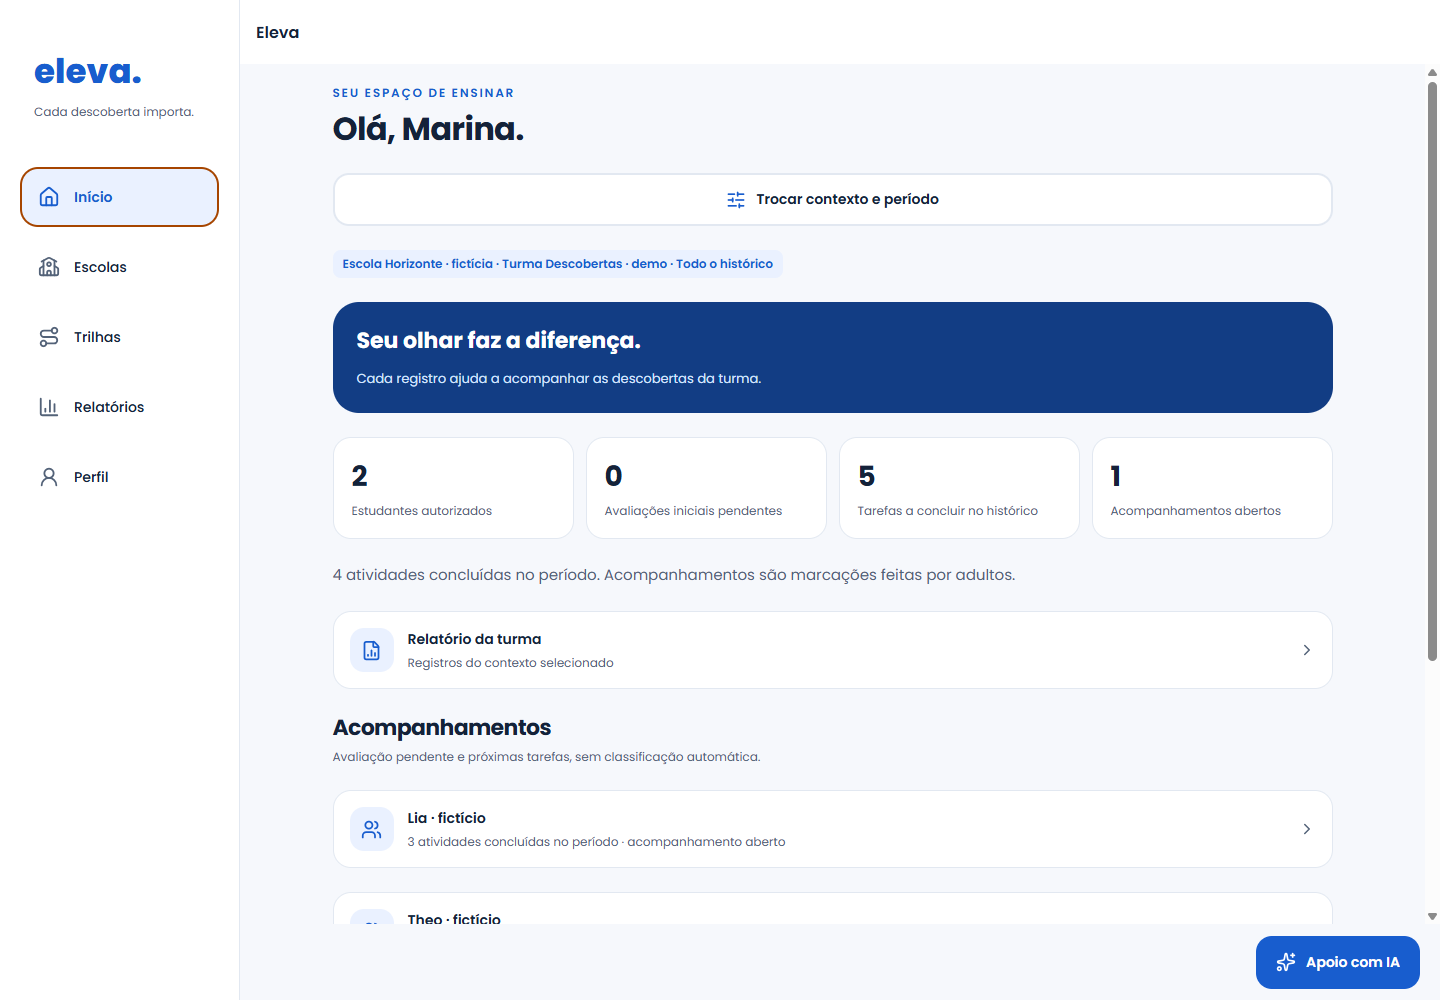 eleva.
Cada descoberta importa.
Início
Escolas
Trilhas
Relatórios
Perfil
Eleva
SEU ESPAÇO DE ENSINAR
Olá, Marina.
Trocar contexto e período
Escola Horizonte · fictícia · Turma Descobertas · demo · Todo o histórico
Seu olhar faz a diferença.
Cada registro ajuda a acompanhar as descobertas da turma.
2
Estudantes autorizados
0
Avaliações iniciais pendentes
5
Tarefas a concluir no histórico
1
Acompanhamentos abertos
4 atividades concluídas no período. Acompanhamentos são marcações feitas por adultos.
Relatório da turma
Registros do contexto selecionado
Acompanhamentos
Avaliação pendente e próximas tarefas, sem classificação automática.
Lia · fictício
3 atividades concluídas no período · acompanhamento aberto
Theo · fictício
Apoio com IA